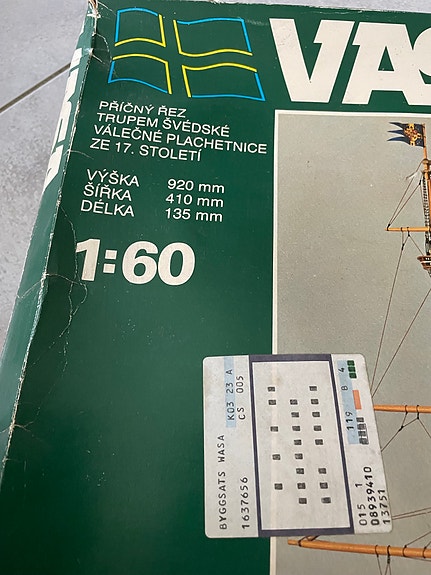 VAS
PŘÍČNÝ ŘEZ
TRUPEM ŠVÉDSKÉ
VÁLEČNÉ PLACHETNICE
ZE 17. STOLETÍ
VÝŠKA 920 mm
ŠÍŘKA 410 mm
DÉLKA 135 mm
1:60
BYGGSATS WASA K03 23 A
1637656 CS 005
119 B 4
015 1
D8939410
13751